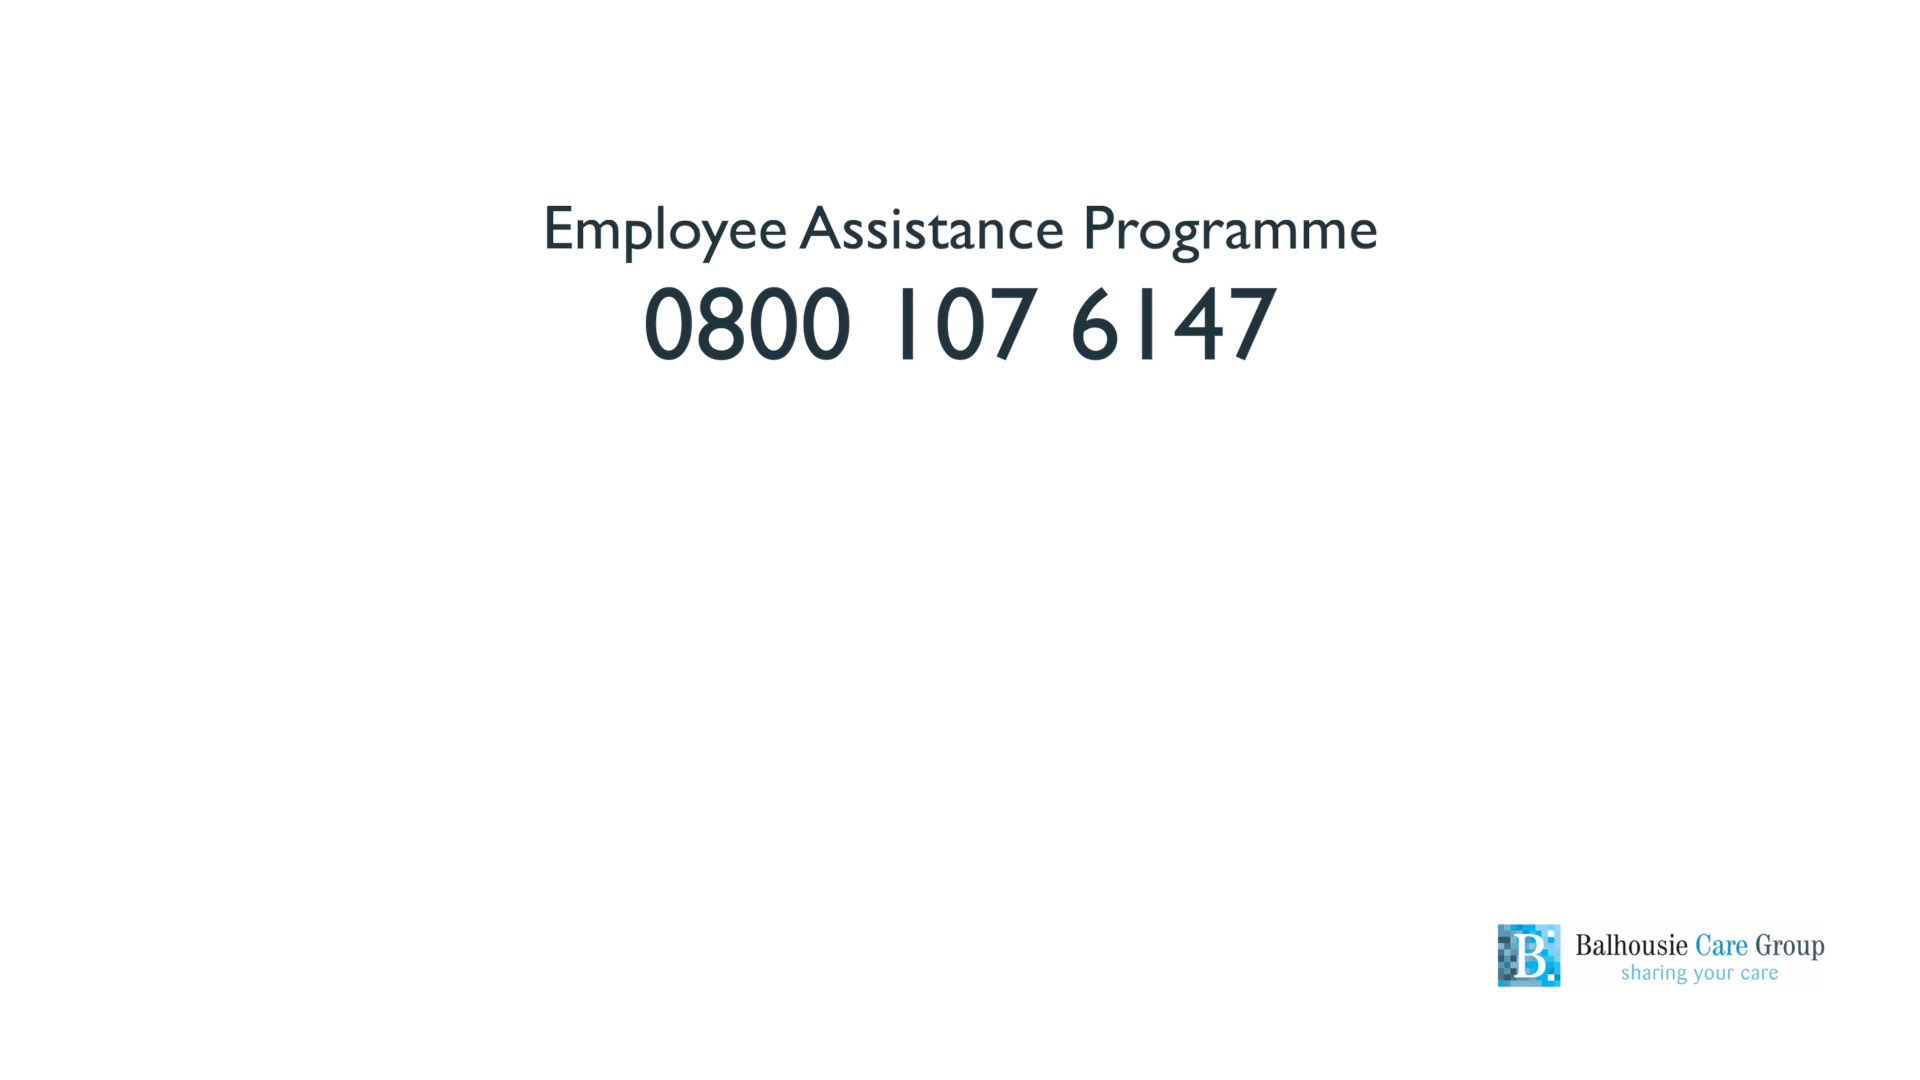 Employee Assistance Programme
0800 107 6147
B
Balhousie Care Group
sharing your care